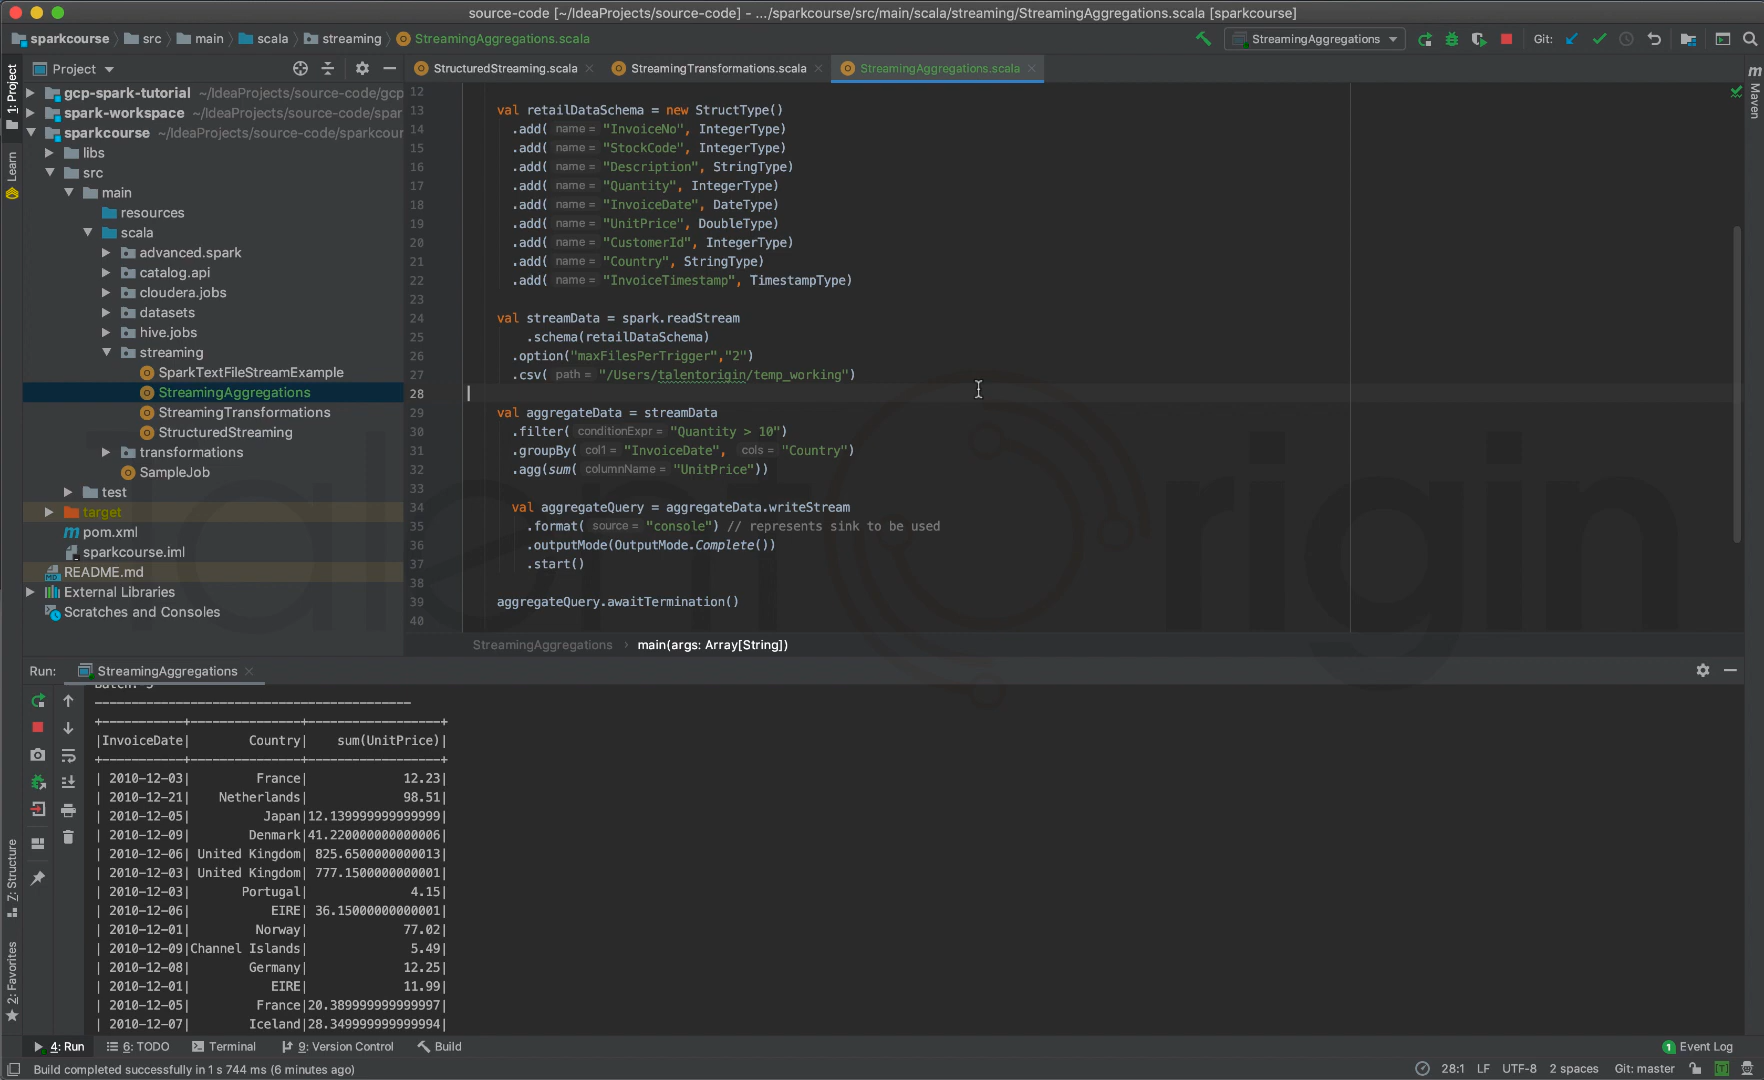 source-code [~/IdeaProjects/source-code] - .../sparkcourse/src/main/scala/streaming/StreamingAggregations.scala [sparkcourse]
sparkcourse src main scala streaming StreamingAggregations.scala
StreamingAggregations Git:
Project
StructuredStreaming.scala StreamingTransformations.scala StreamingAggregations.scala
1: Project
Learn
7: Structure
2: Favorites
Maven
gcp-spark-tutorial ~/IdeaProjects/source-code/gcp
spark-workspace ~/IdeaProjects/source-code/spar
sparkcourse ~/IdeaProjects/source-code/sparkcour
libs
src
main
resources
scala
advanced.spark
catalog.api
cloudera.jobs
datasets
hive.jobs
streaming
SparkTextFileStreamExample
StreamingAggregations
StreamingTransformations
StructuredStreaming
transformations
SampleJob
test
target
pom.xml
sparkcourse.iml
README.md
External Libraries
Scratches and Consoles
12
13 val retailDataSchema = new StructType()
14 .add( name = "InvoiceNo", IntegerType)
15 .add( name = "StockCode", IntegerType)
16 .add( name = "Description", StringType)
17 .add( name = "Quantity", IntegerType)
18 .add( name = "InvoiceDate", DateType)
19 .add( name = "UnitPrice", DoubleType)
20 .add( name = "CustomerId", IntegerType)
21 .add( name = "Country", StringType)
22 .add( name = "InvoiceTimestamp", TimestampType)
23
24 val streamData = spark.readStream
25 .schema(retailDataSchema)
26 .option("maxFilesPerTrigger","2")
27 .csv( path = "/Users/talentorigin/temp_working")
28
29 val aggregateData = streamData
30 .filter( conditionExpr = "Quantity > 10")
31 .groupBy( col1 = "InvoiceDate", cols = "Country")
32 .agg(sum( columnName = "UnitPrice"))
33
34 val aggregateQuery = aggregateData.writeStream
35 .format( source = "console") // represents sink to be used
36 .outputMode(OutputMode.Complete())
37 .start()
38
39 aggregateQuery.awaitTermination()
40
Talent Origin
StreamingAggregations › main(args: Array[String])
Run: StreamingAggregations
-------------------------------------------
+-----------+---------------+------------------+
|InvoiceDate| Country| sum(UnitPrice)|
+-----------+---------------+------------------+
| 2010-12-03| France| 12.23|
| 2010-12-21| Netherlands| 98.51|
| 2010-12-05| Japan|12.139999999999999|
| 2010-12-09| Denmark|41.220000000000006|
| 2010-12-06| United Kingdom| 825.6500000000013|
| 2010-12-03| United Kingdom| 777.1500000000001|
| 2010-12-03| Portugal| 4.15|
| 2010-12-06| EIRE| 36.15000000000001|
| 2010-12-01| Norway| 77.02|
| 2010-12-09|Channel Islands| 5.49|
| 2010-12-08| Germany| 12.25|
| 2010-12-01| EIRE| 11.99|
| 2010-12-05| France|20.389999999999997|
| 2010-12-07| Iceland|28.349999999999994|
4: Run 6: TODO Terminal 9: Version Control Build 1 Event Log
Build completed successfully in 1 s 744 ms (6 minutes ago) 28:1 LF UTF-8 2 spaces Git: master